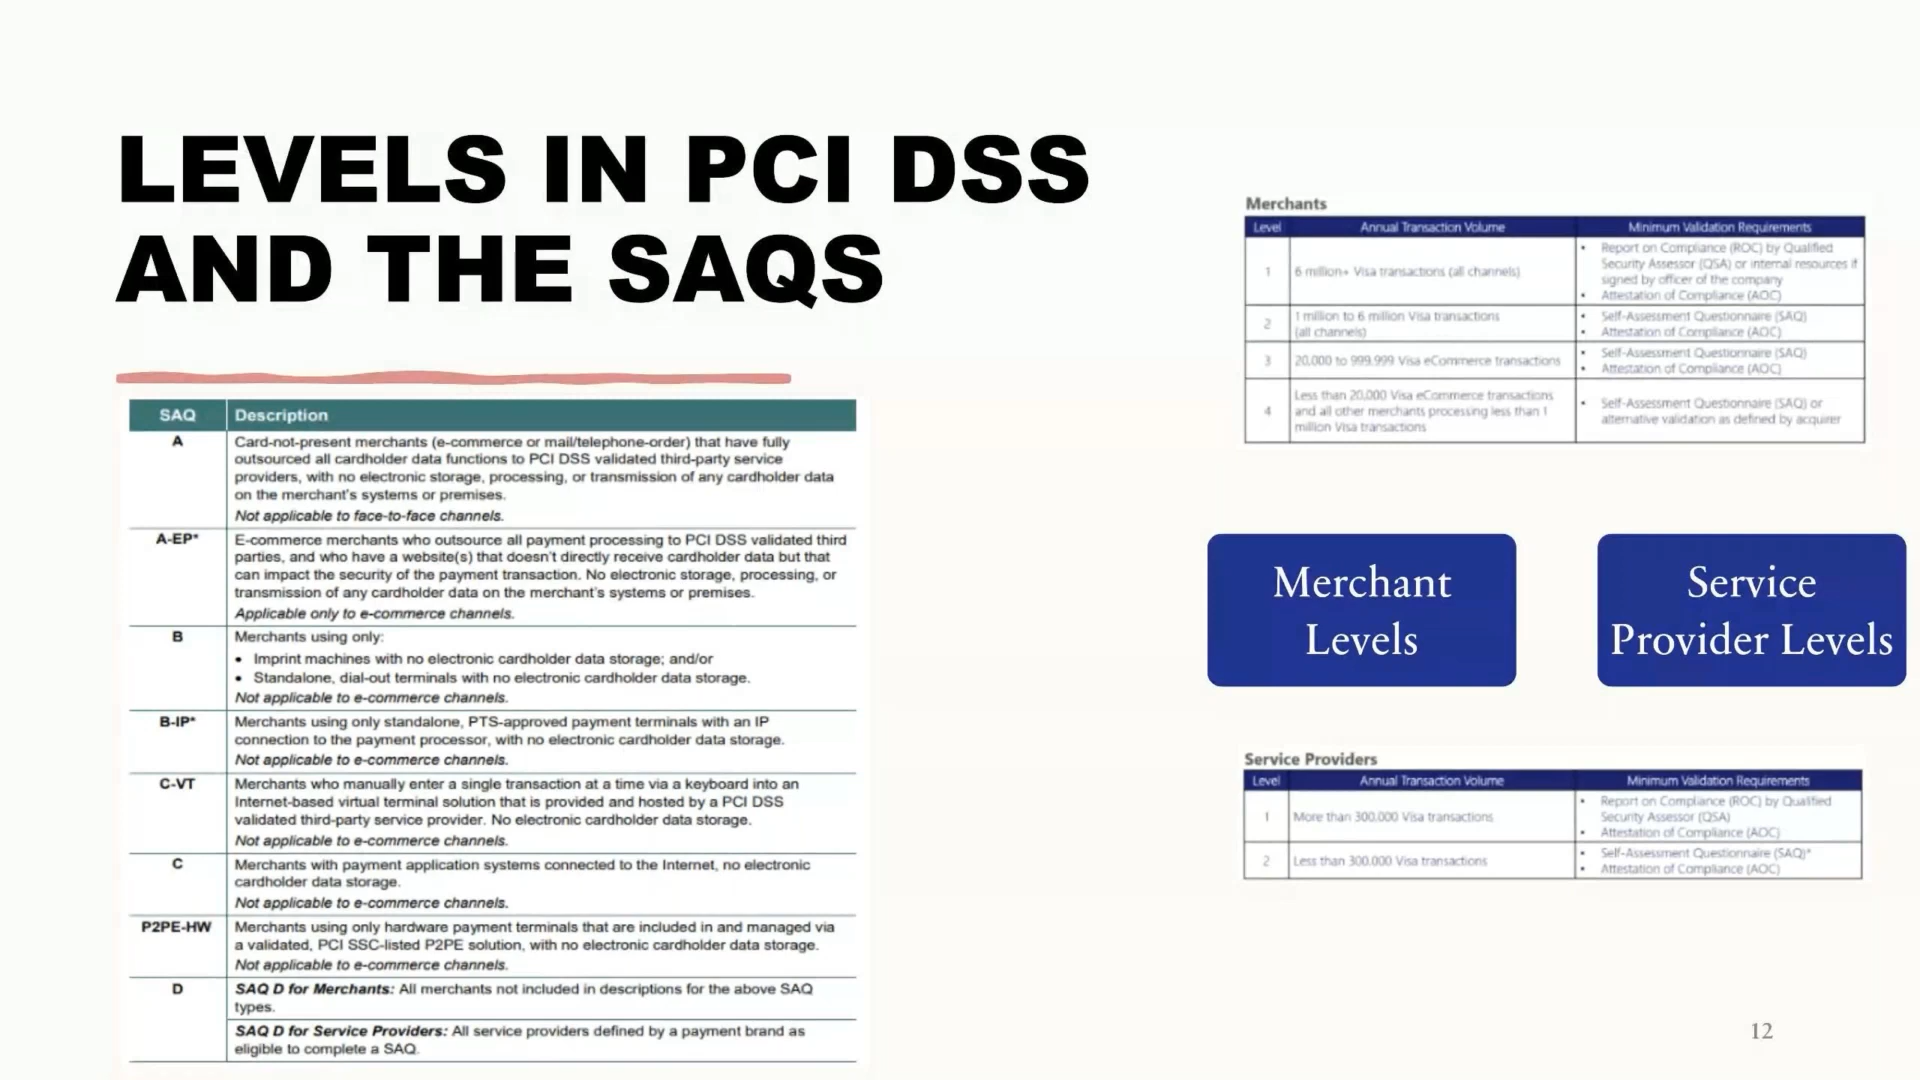 LEVELS IN PCI DSS
AND THE SAQS
SAQ Description
A Card-not-present merchants (e-commerce or mail/telephone-order) that have fully
outsourced all cardholder data functions to PCI DSS validated third-party service
providers, with no electronic storage, processing, or transmission of any cardholder data
on the merchant's systems or premises.
Not applicable to face-to-face channels.
A-EP* E-commerce merchants who outsource all payment processing to PCI DSS validated third
parties, and who have a website(s) that doesn't directly receive cardholder data but that
can impact the security of the payment transaction. No electronic storage, processing, or
transmission of any cardholder data on the merchant's systems or premises.
Applicable only to e-commerce channels.
B Merchants using only:
• Imprint machines with no electronic cardholder data storage; and/or
• Standalone, dial-out terminals with no electronic cardholder data storage.
Not applicable to e-commerce channels.
B-IP* Merchants using only standalone, PTS-approved payment terminals with an IP
connection to the payment processor, with no electronic cardholder data storage.
Not applicable to e-commerce channels.
C-VT Merchants who manually enter a single transaction at a time via a keyboard into an
Internet-based virtual terminal solution that is provided and hosted by a PCI DSS
validated third-party service provider. No electronic cardholder data storage.
Not applicable to e-commerce channels.
C Merchants with payment application systems connected to the Internet, no electronic
cardholder data storage.
Not applicable to e-commerce channels.
P2PE-HW Merchants using only hardware payment terminals that are included in and managed via
a validated, PCI SSC-listed P2PE solution, with no electronic cardholder data storage.
Not applicable to e-commerce channels.
D SAQ D for Merchants: All merchants not included in descriptions for the above SAQ
types.
SAQ D for Service Providers: All service providers defined by a payment brand as
eligible to complete a SAQ.
Merchants
Level Annual Transaction Volume Minimum Validation Requirements
1 6 million+ Visa transactions (all channels)
• Report on Compliance (ROC) by Qualified
Security Assessor (QSA) or internal resources if
signed by officer of the company
• Attestation of Compliance (AOC)
2 1 million to 6 million Visa transactions
(all channels)
• Self-Assessment Questionnaire (SAQ)
• Attestation of Compliance (AOC)
3 20,000 to 999,999 Visa eCommerce transactions
• Self-Assessment Questionnaire (SAQ)
• Attestation of Compliance (AOC)
4 Less than 20,000 Visa eCommerce transactions
and all other merchants processing less than 1
million Visa transactions
• Self-Assessment Questionnaire (SAQ) or
alternative validation as defined by acquirer
Merchant
Levels
Service
Provider Levels
Service Providers
Level Annual Transaction Volume Minimum Validation Requirements
1 More than 300,000 Visa transactions
• Report on Compliance (ROC) by Qualified
Security Assessor (QSA)
• Attestation of Compliance (AOC)
2 Less than 300,000 Visa transactions
• Self-Assessment Questionnaire (SAQ)*
• Attestation of Compliance (AOC)
12